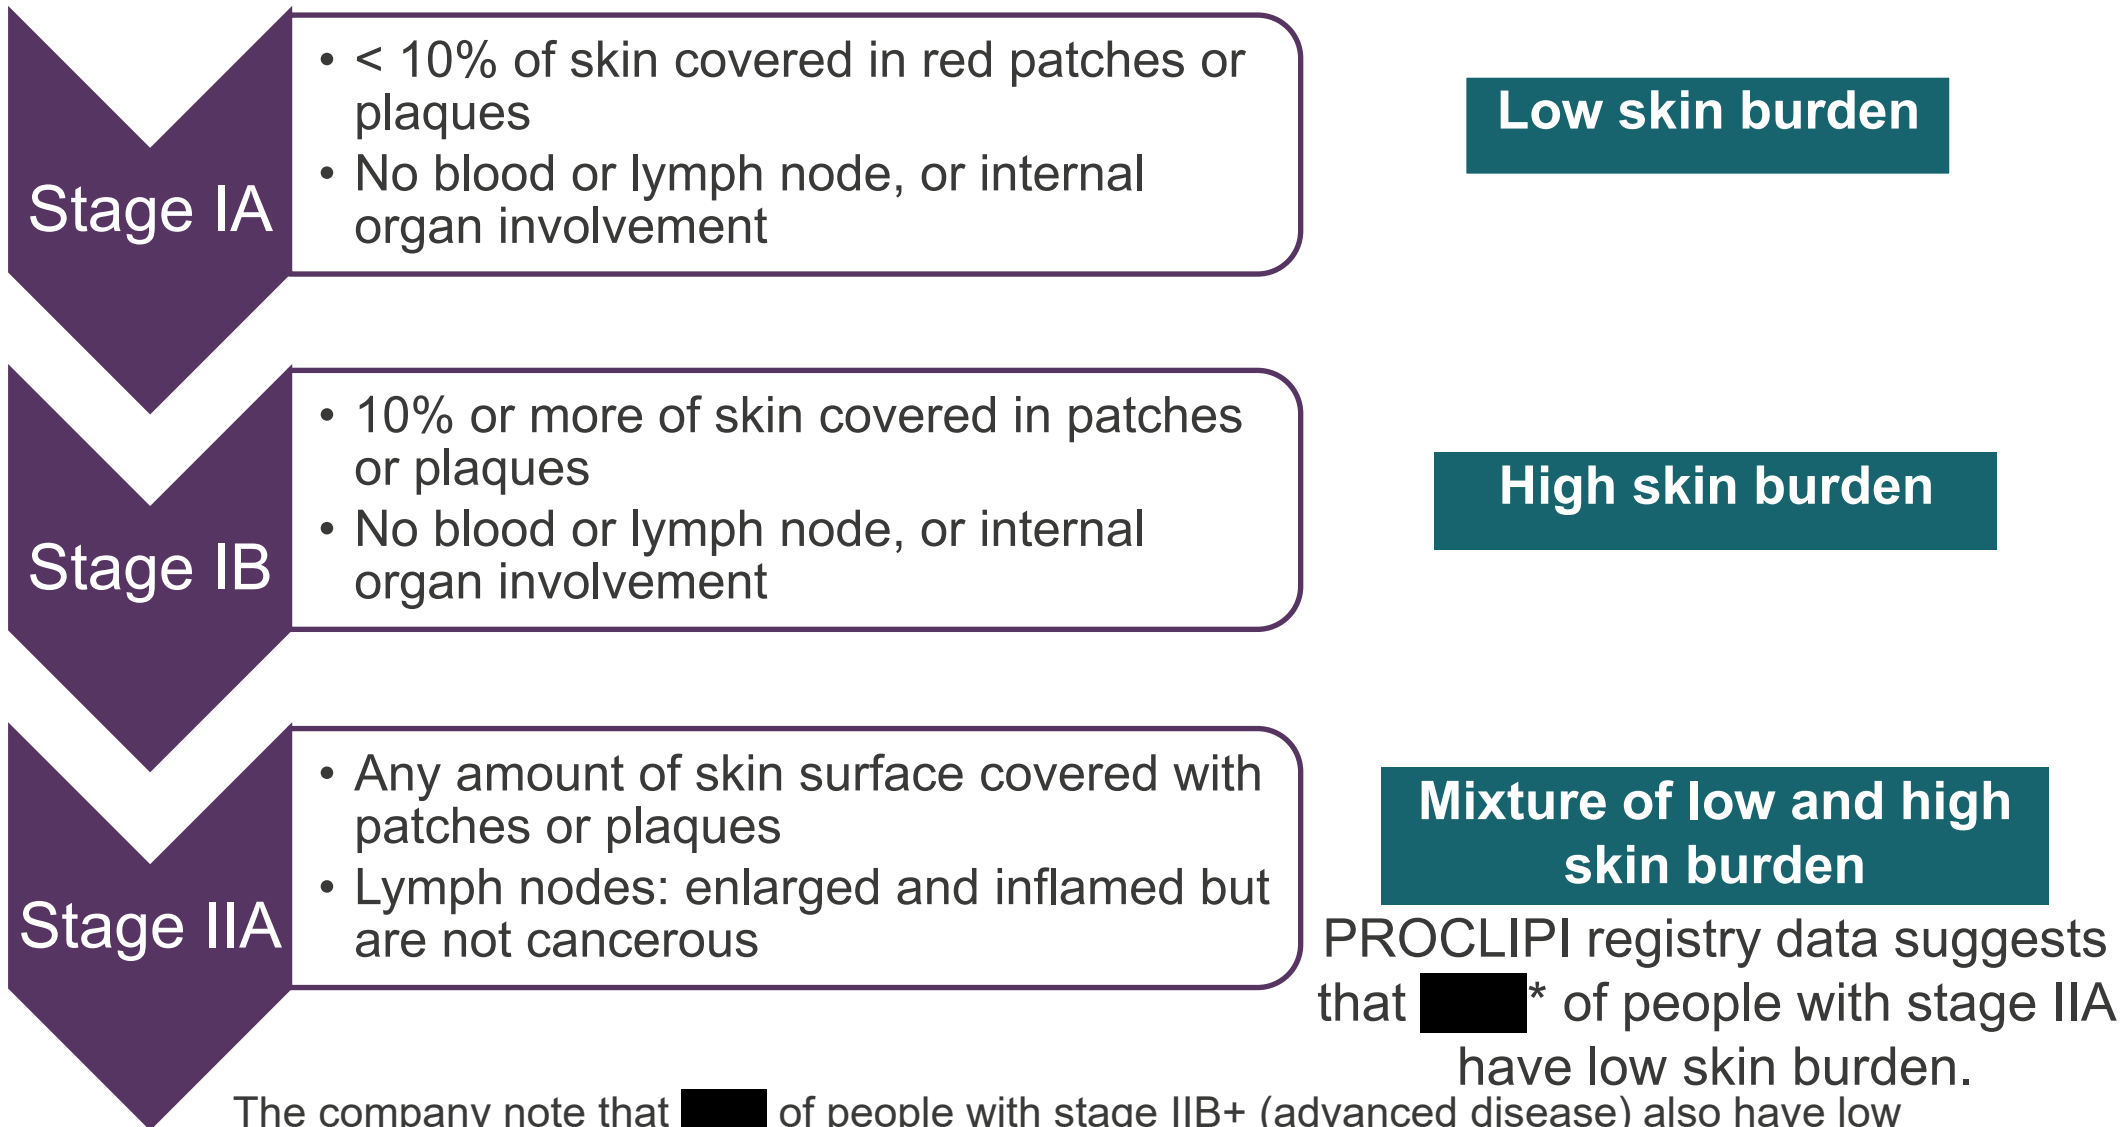 Stage IA
• < 10% of skin covered in red patches or
plaques
• No blood or lymph node, or internal
organ involvement
Low skin burden
Stage IB
• 10% or more of skin covered in patches
or plaques
• No blood or lymph node, or internal
organ involvement
High skin burden
Stage IIA
• Any amount of skin surface covered with
patches or plaques
• Lymph nodes: enlarged and inflamed but
are not cancerous
Mixture of low and high
skin burden
PROCLIPI registry data suggests
that * of people with stage IIA
have low skin burden.
The company note that of people with stage IIB+ (advanced disease) also have low